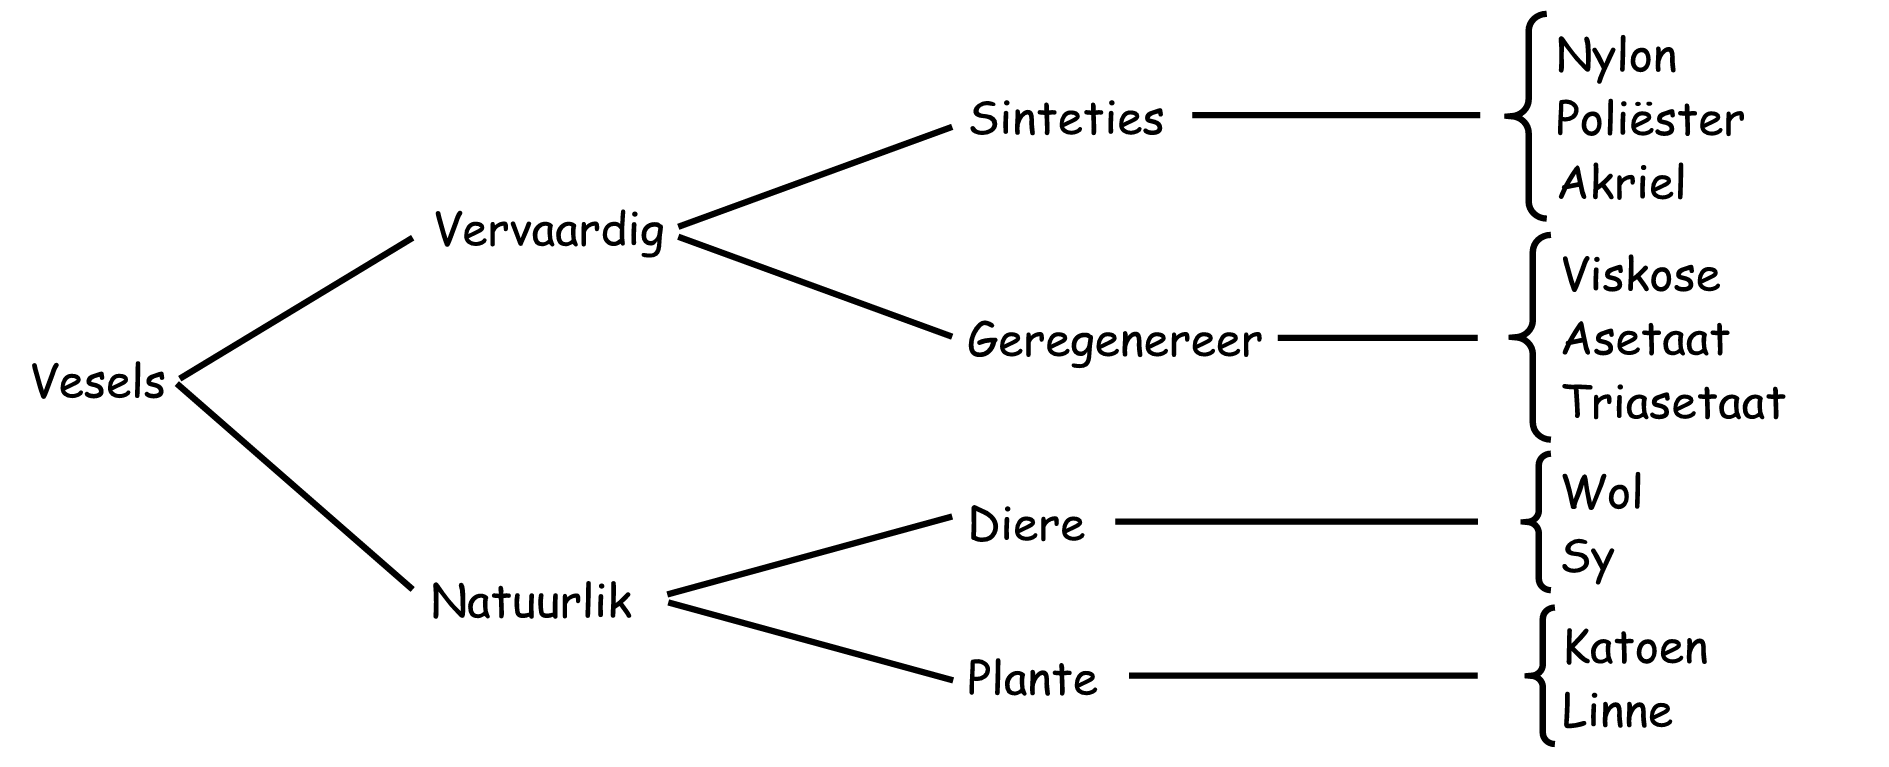 Vesels
Vervaardig
Sinteties
Nylon
Poliëster
Akriel
Geregenereer
Viskose
Asetaat
Triasetaat
Natuurlik
Diere
Wol
Sy
Plante
Katoen
Linne